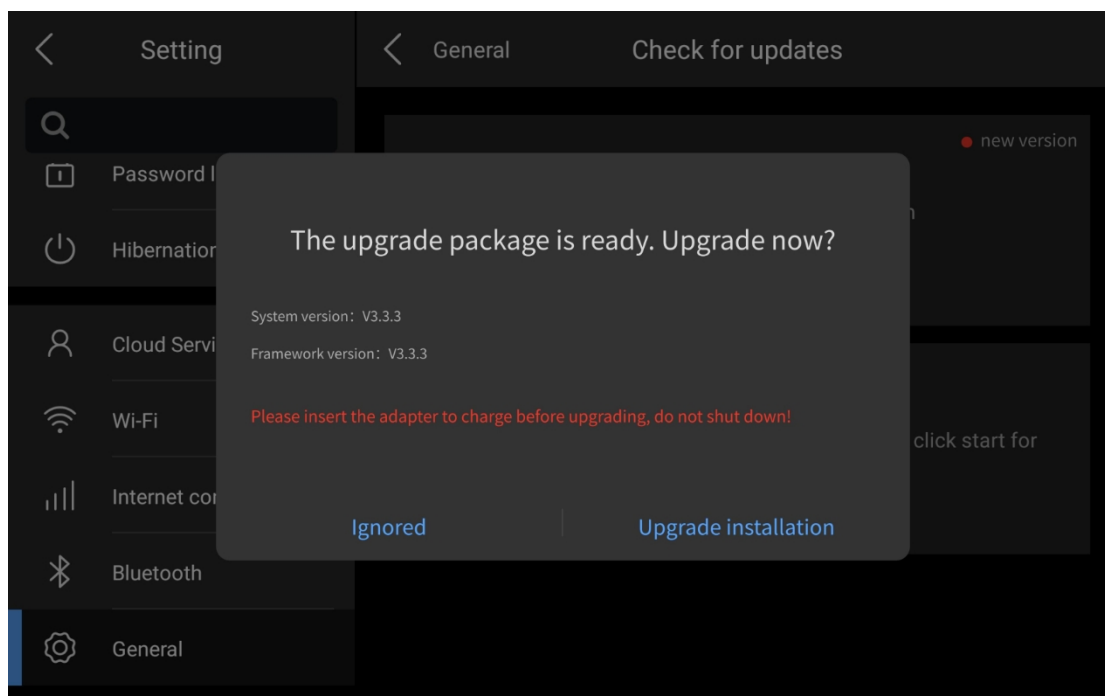 Setting
General
Check for updates
new version
Password
Hibernation
The upgrade package is ready. Upgrade now?
System version: V3.3.3
Framework version: V3.3.3
Cloud Servi
Wi-Fi
Please insert the adapter to charge before upgrading, do not shut down!
click start for
Internet co
Ignored
Upgrade installation
Bluetooth
General